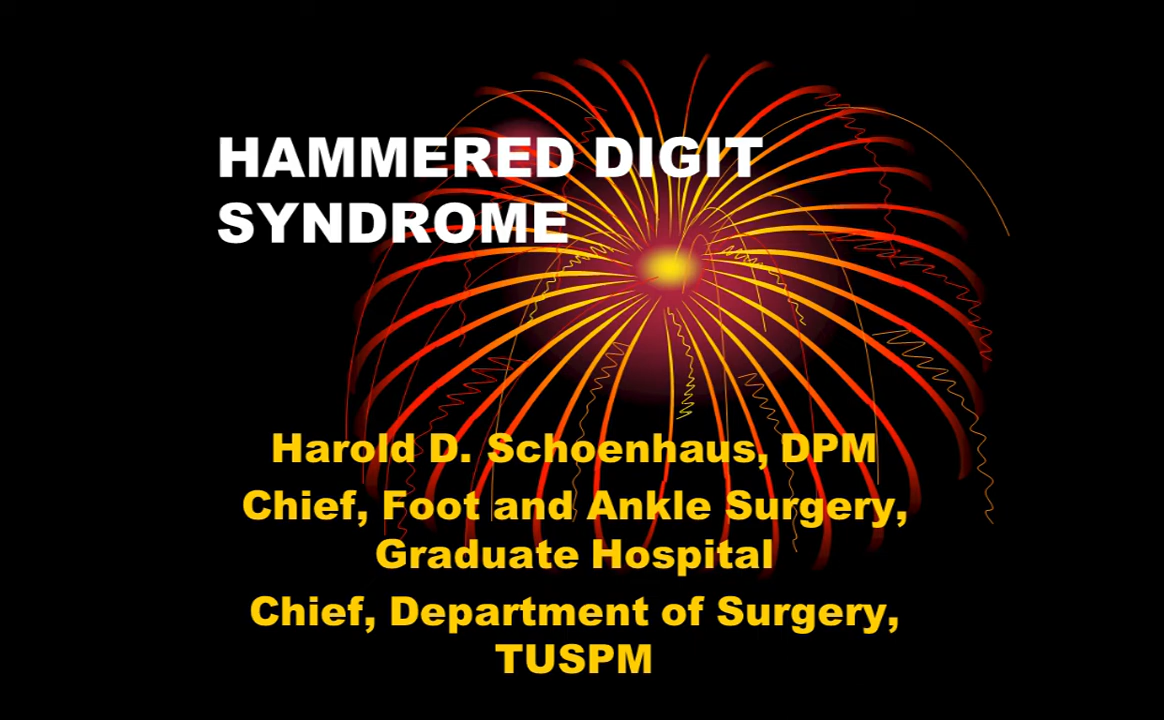 HAMMERED DIGIT
SYNDROME
Harold D. Schoenhaus, DPM
Chief, Foot and Ankle Surgery,
Graduate Hospital
Chief, Department of Surgery,
TUSPM